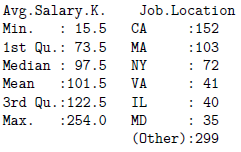 Avg.Salary.K. Job.Location
Min. : 15.5 CA :152
1st Qu.: 73.5 MA :103
Median : 97.5 NY : 72
Mean :101.5 VA : 41
3rd Qu.:122.5 IL : 40
Max. :254.0 MD : 35
(Other):299